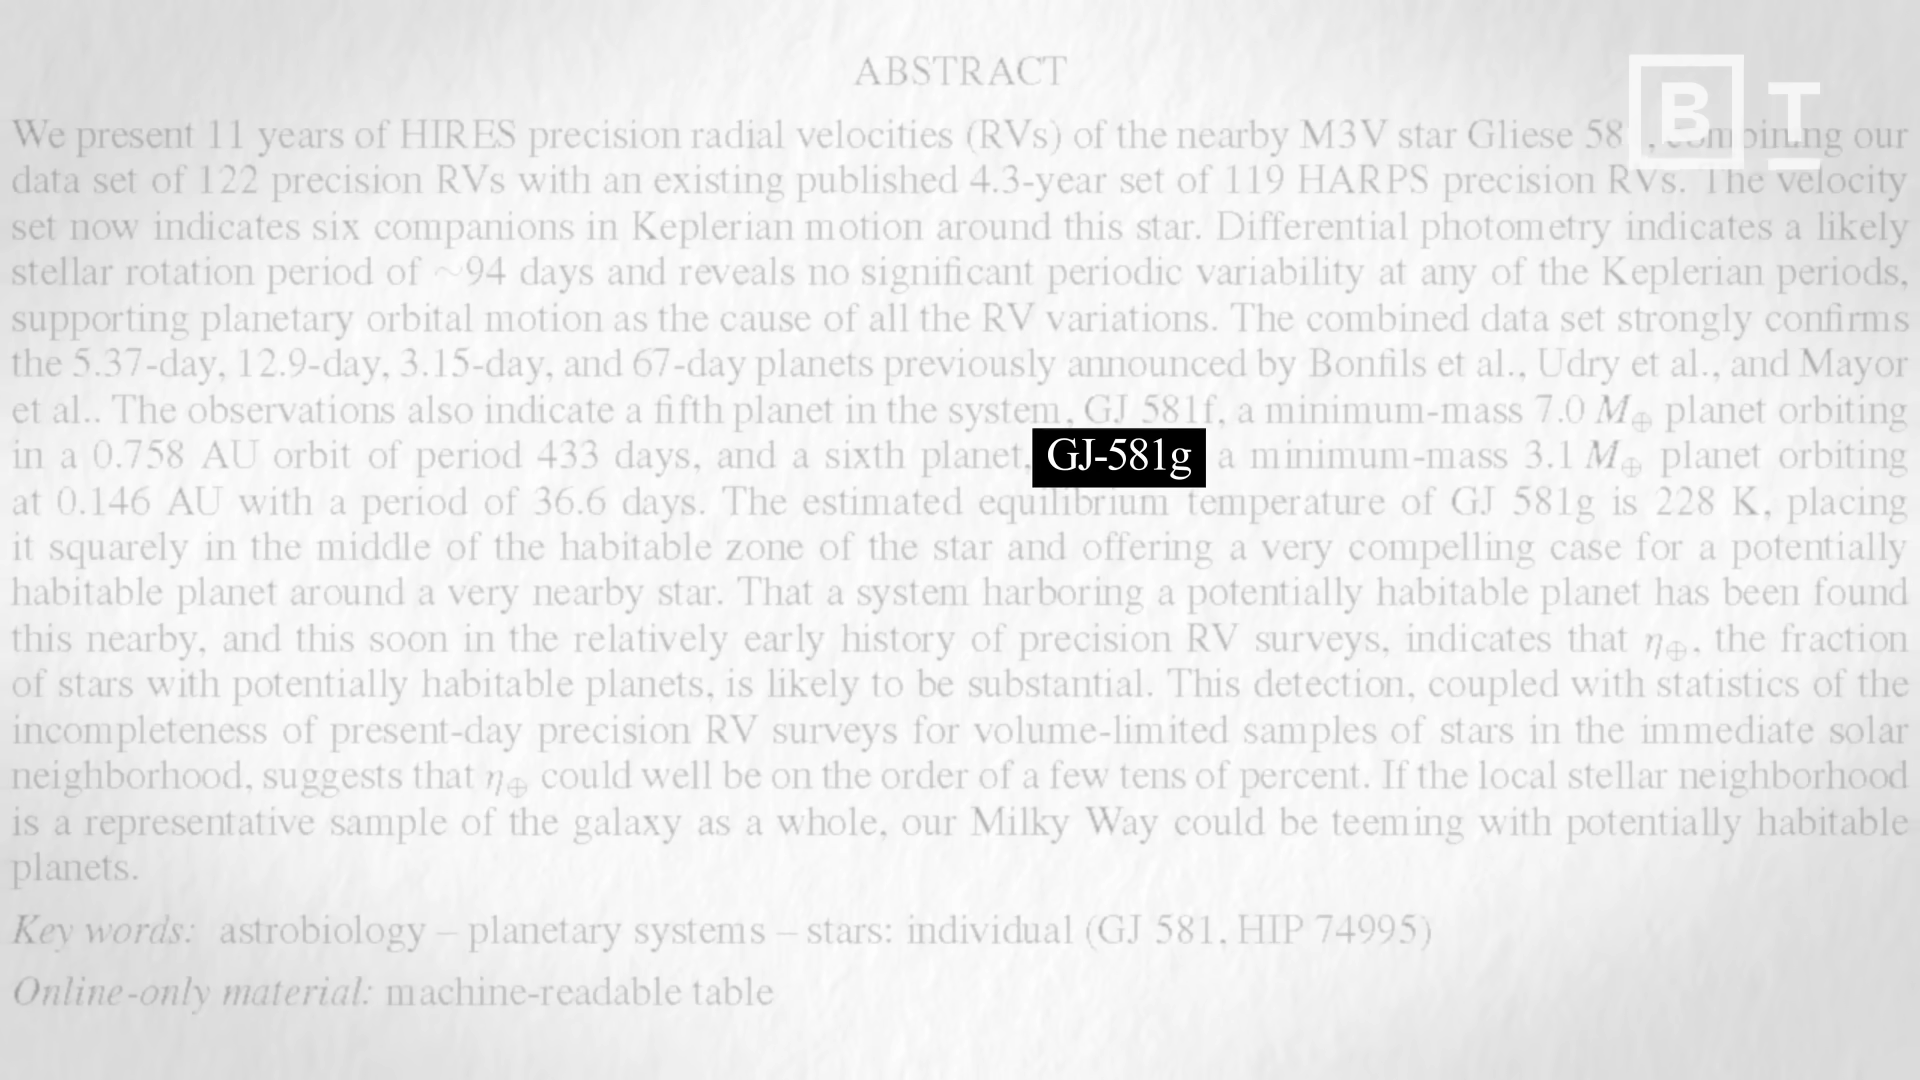 ABSTRACT
B T
We present 11 years of HIRES precision radial velocities (RVs) of the nearby M3V star Gliese 58 combining our
data set of 122 precision RVs with an existing published 4.3-year set of 119 HARPS precision RVs. The velocity
set now indicates six companions in Keplerian motion around this star. Differential photometry indicates a likely
stellar rotation period of ~94 days and reveals no significant periodic variability at any of the Keplerian periods,
supporting planetary orbital motion as the cause of all the RV variations. The combined data set strongly confirms
the 5.37-day, 12.9-day, 3.15-day, and 67-day planets previously announced by Bonfils et al., Udry et al., and Mayor
et al.. The observations also indicate a fifth planet in the system, GJ 581f, a minimum-mass 7.0 M⊕ planet orbiting
in a 0.758 AU orbit of period 433 days, and a sixth planet, GJ-581g a minimum-mass 3.1 M⊕ planet orbiting
at 0.146 AU with a period of 36.6 days. The estimated equilibrium temperature of GJ 581g is 228 K, placing
it squarely in the middle of the habitable zone of the star and offering a very compelling case for a potentially
habitable planet around a very nearby star. That a system harboring a potentially habitable planet has been found
this nearby, and this soon in the relatively early history of precision RV surveys, indicates that η⊕, the fraction
of stars with potentially habitable planets, is likely to be substantial. This detection, coupled with statistics of the
incompleteness of present-day precision RV surveys for volume-limited samples of stars in the immediate solar
neighborhood, suggests that η⊕ could well be on the order of a few tens of percent. If the local stellar neighborhood
is a representative sample of the galaxy as a whole, our Milky Way could be teeming with potentially habitable
planets.
Key words: astrobiology – planetary systems – stars: individual (GJ 581, HIP 74995)
Online-only material: machine-readable table